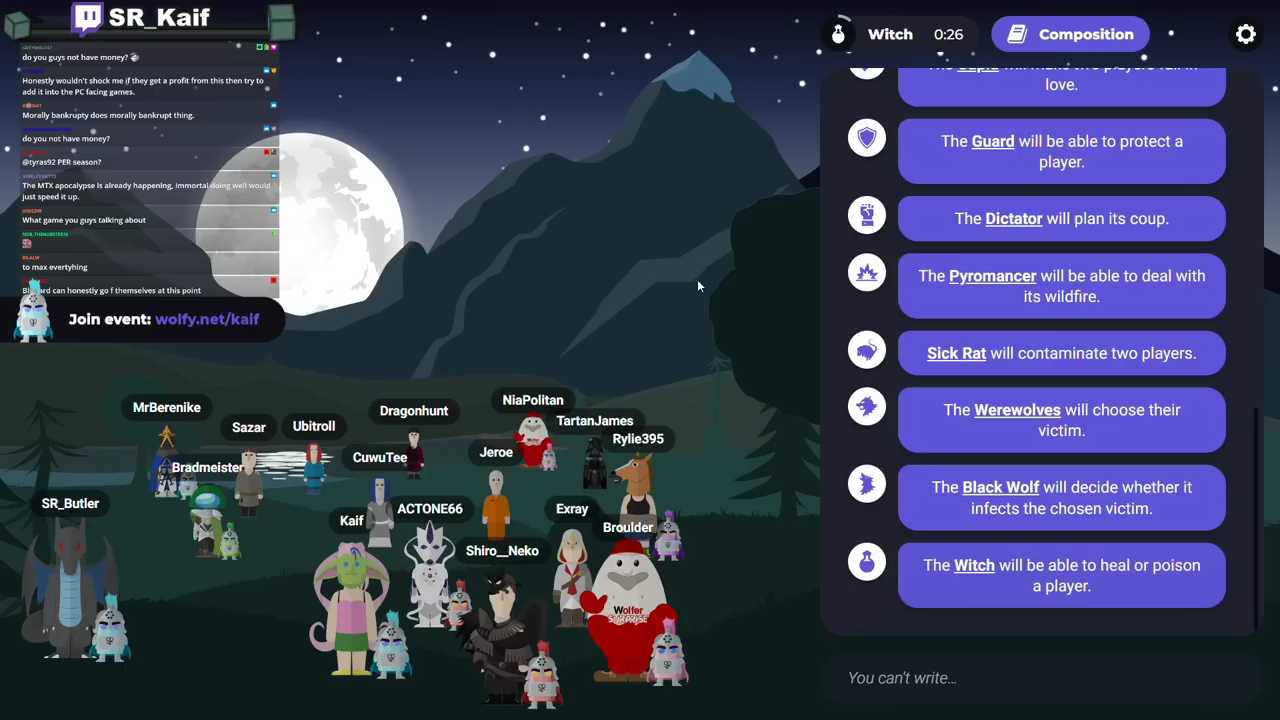 SR_Kaif
do you guys not have money?
Honestly wouldn't shock me if they get a profit from this then try to
add it into the PC facing games.
Morally bankrupty does morally bankrupt thing.
do you not have money?
@tyras92 PER season?
The MTX apocalypse is already happening, immortal doing well would
just speed it up.
What game you guys talking about
to max everyhing
can honestly go f themselves at this point
Join event: wolfy.net/kaif
Witch 0:26 Composition
love.
The Guard will be able to protect a
player.
The Dictator will plan its coup.
The Pyromancer will be able to deal with
its wildfire.
Sick Rat will contaminate two players.
The Werewolves will choose their
victim.
The Black Wolf will decide whether it
infects the chosen victim.
The Witch will be able to heal or poison
a player.
You can't write...
MrBerenike
Sazar
Ubitroll
Dragonhunt
NiaPolitan
TartanJames
Rylie395
Bradmeister
CuwuTee
Jeroe
SR_Butler
Kaif
ACTONE66
Exray
Broulder
Shiro__Neko
Wolfer
SURPRISE